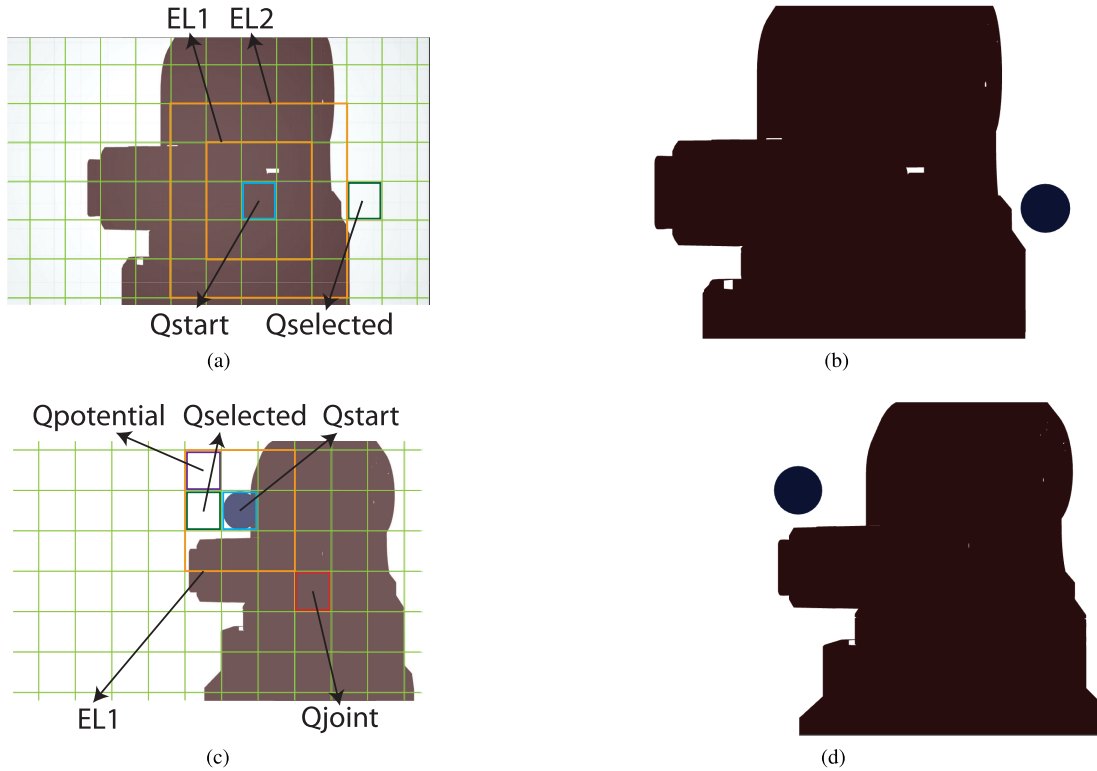 EL1 EL2
Qstart Qselected
(a)
(b)
Qpotential Qselected Qstart
EL1
Qjoint
(c)
(d)